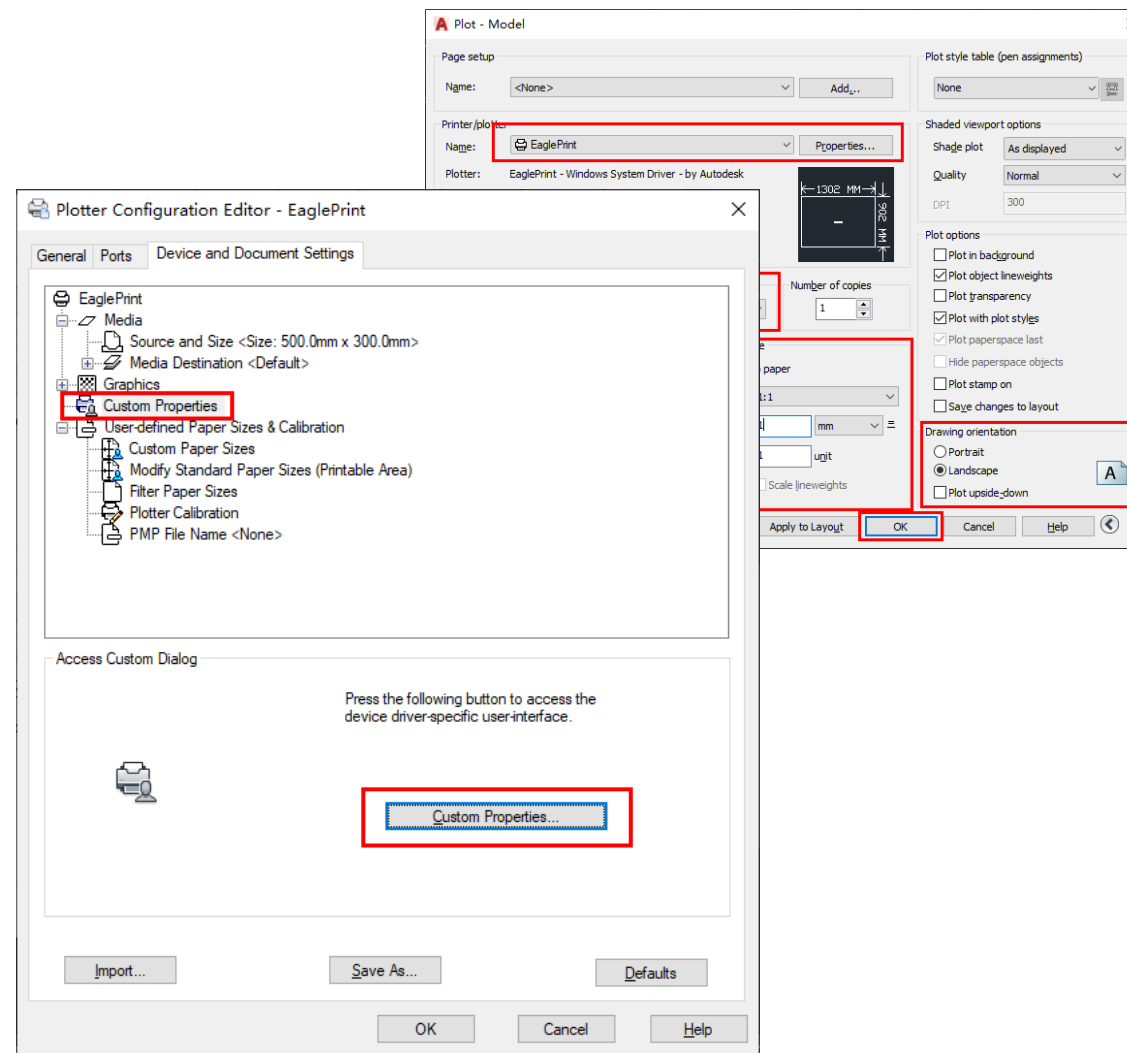 Plot - Model
Page setup
Name:
<None>
Add...
Printer/plotter
Name:
EaglePrint
Properties...
Plotter:
EaglePrint - Windows System Driver - by Autodesk
1302 MM
902 MM
Number of copies
1
paper
1:1
mm
unit
Scale lineweights
Apply to Layout
OK
Cancel
Help
Plot style table (pen assignments)
None
Shaded viewport options
Shade plot
As displayed
Quality
Normal
DPI
300
Plot options
Plot in background
Plot object lineweights
Plot transparency
Plot with plot styles
Plot paperspace last
Hide paperspace objects
Plot stamp on
Save changes to layout
Drawing orientation
Portrait
Landscape
Plot upside-down
A
Plotter Configuration Editor - EaglePrint
General
Ports
Device and Document Settings
EaglePrint
Media
Source and Size <Size: 500.0mm x 300.0mm>
Media Destination <Default>
Graphics
Custom Properties
User-defined Paper Sizes & Calibration
Custom Paper Sizes
Modify Standard Paper Sizes (Printable Area)
Filter Paper Sizes
Plotter Calibration
PMP File Name <None>
Access Custom Dialog
Press the following button to access the
device driver-specific user-interface.
Custom Properties...
Import...
Save As...
Defaults
OK
Cancel
Help